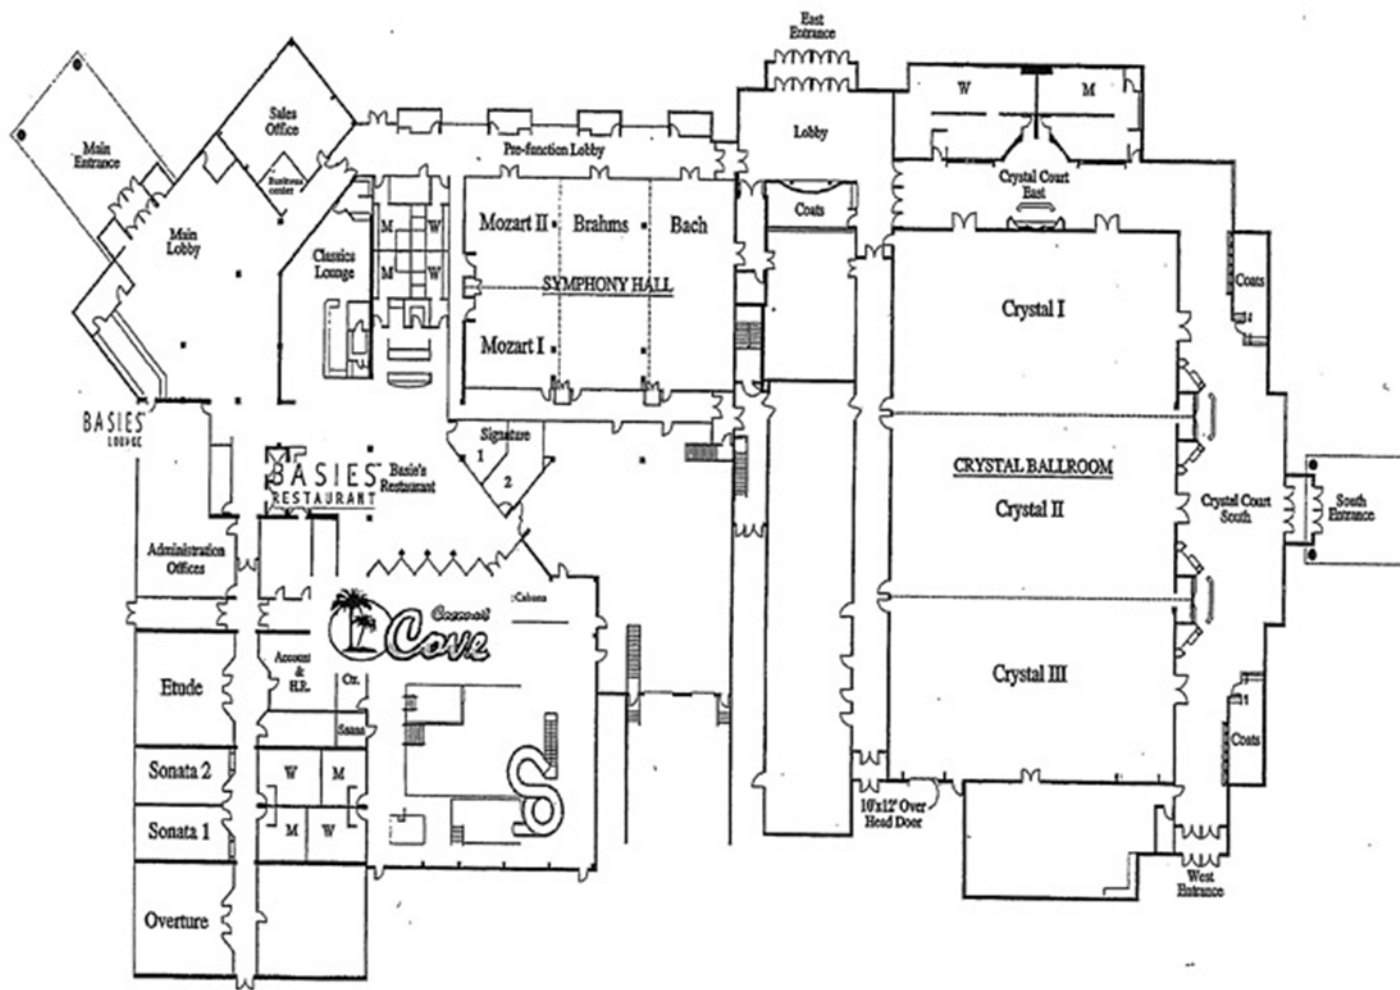 East
Entrance
W
M
Sales
Office
Lobby
Main
Entrance
Pre-function Lobby
Business
center
Crystal Court
East
Coats
Main
Lobby
M
W
Mozart II
Brahms
Bach
Classics
Lounge
M
W
SYMPHONY HALL
Coats
Crystal I
Mozart I
BASIES
LOUNGE
Signature
1
2
BASIES
RESTAURANT
Basie's
Restaurant
CRYSTAL BALLROOM
Crystal II
Crystal Court
South
South
Entrance
Administration
Offices
Cabana
Coconut
Cove
Account
&
H.R.
Etude
Crystal III
Sauna
Coats
Sonata 2
W
M
Sonata 1
M
W
10'x12' Over
Head Door
West
Entrance
Overture